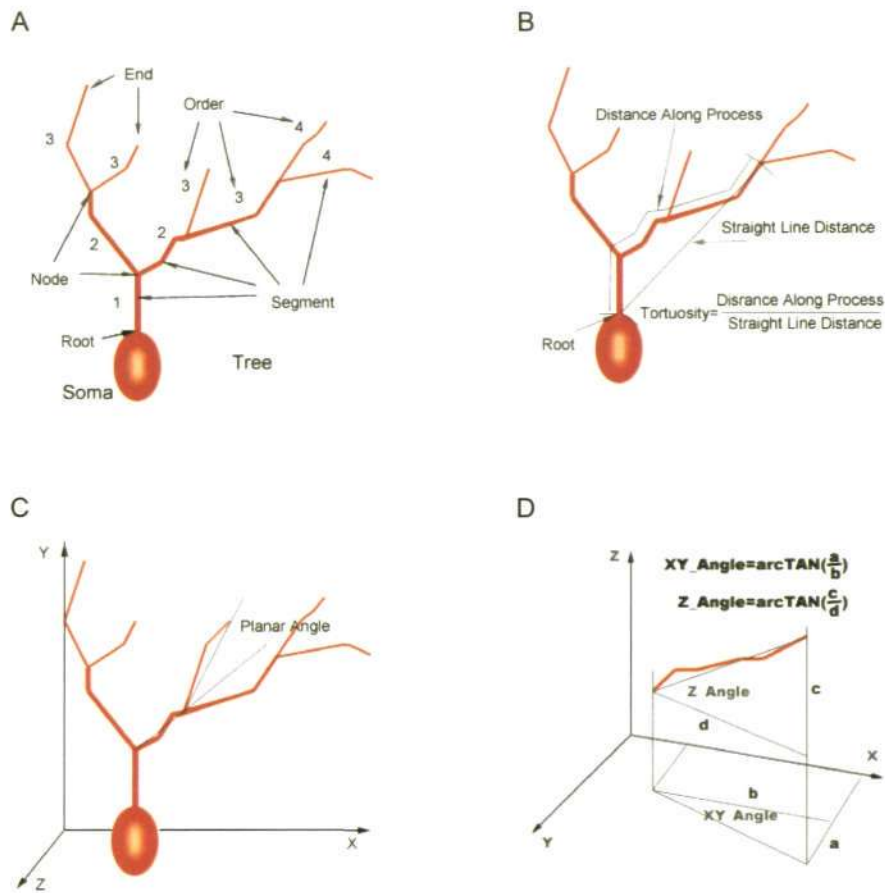 A
End
Order
3
4
3
3
3
4
2
2
Node
1
Segment
Root
Tree
Soma
B
Distance Along Process
Straight Line Distance
Tortuosity= Disrance Along Process
Straight Line Distance
Root
C
Y
Planar Angle
X
Z
D
Z
XY_Angle=arcTAN(a/b)
Z_Angle=arcTAN(c/d)
Z Angle
c
d
X
b
XY Angle
Y
a